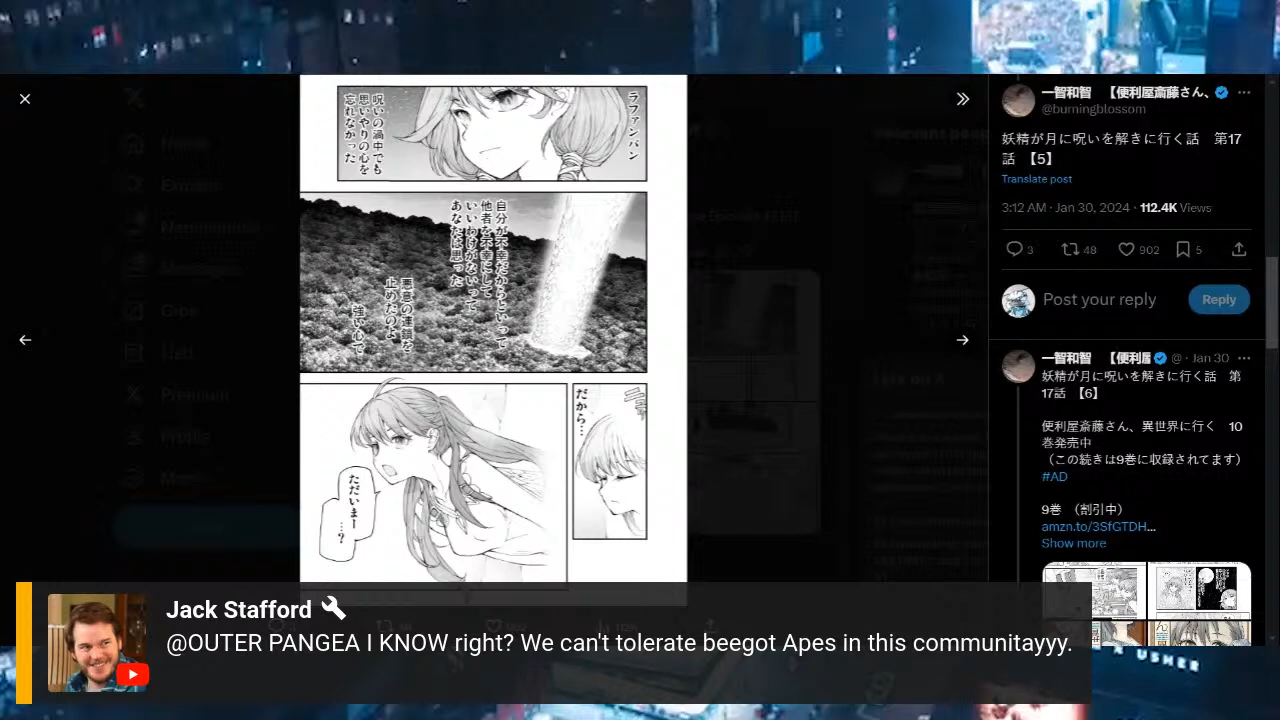 ラファンパン
呪いの渦中でも
思いやりの心を
忘れなかった
自分が不幸だからといって
他者を不幸にして
いいわけがないって
あなたは思った
悪意の連鎖を
止めたのよ
強い心で
だから…
ただいまー
…?
一智和智 【便利屋斎藤さん、
@burningblossom
妖精が月に呪いを解きに行く話 第17
話 【5】
Translate post
3:12 AM · Jan 30, 2024 · 112.4K Views
3
48
902
5
Post your reply
Reply
一智和智 【便利屋
@ · Jan 30
妖精が月に呪いを解きに行く話 第
17話 【6】
便利屋斎藤さん、異世界に行く 10
巻発売中
（この続きは9巻に収録されてます）
#AD
9巻 （割引中）
amzn.to/3SfGTDH…
Show more
USHER
Jack Stafford
@OUTER PANGEA I KNOW right? We can't tolerate beegot Apes in this communitayyy.